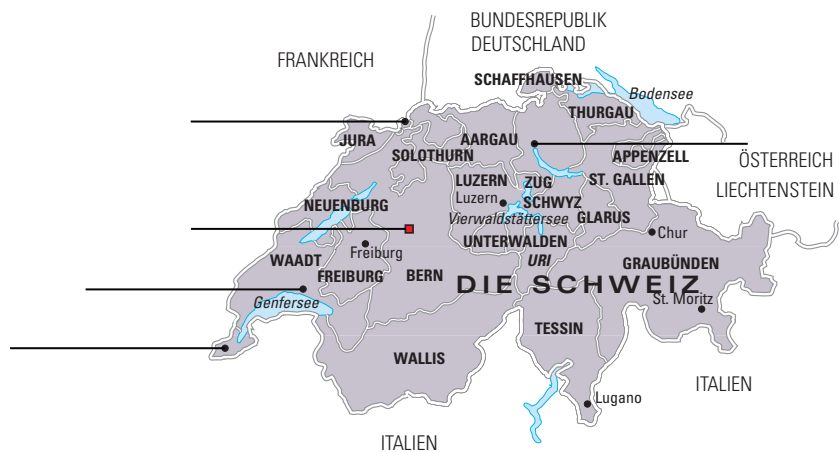 BUNDESREPUBLIK
DEUTSCHLAND
FRANKREICH
SCHAFFHAUSEN
Bodensee
THURGAU
JURA
AARGAU
SOLOTHURN
APPENZELL
ÖSTERREICH
LUZERN
ZUG
ST. GALLEN
LIECHTENSTEIN
Luzern
SCHWYZ
NEUENBURG
Vierwaldstättersee
GLARUS
Chur
Freiburg
UNTERWALDEN
WAADT
URI
GRAUBÜNDEN
FREIBURG
BERN
DIE SCHWEIZ
Genfersee
St. Moritz
TESSIN
WALLIS
ITALIEN
Lugano
ITALIEN